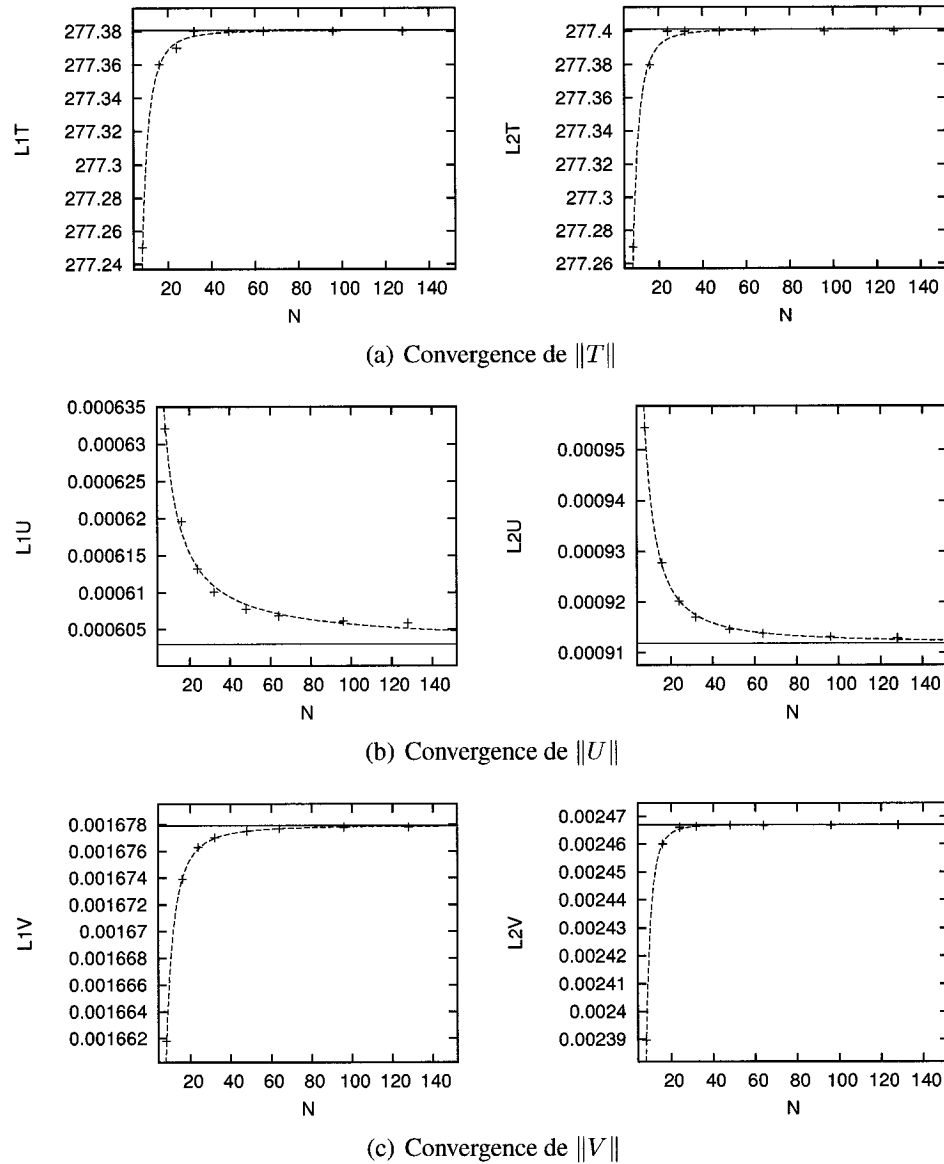 277.38
277.36
277.34
277.32
277.3
277.28
277.26
277.24
L1T
20 40 60 80 100 120 140
N
277.4
277.38
277.36
277.34
277.32
277.3
277.28
277.26
L2T
20 40 60 80 100 120 140
N
(a) Convergence de ||T||
0.000635
0.00063
0.000625
0.00062
0.000615
0.00061
0.000605
L1U
20 40 60 80 100 120 140
N
0.00095
0.00094
0.00093
0.00092
0.00091
L2U
20 40 60 80 100 120 140
N
(b) Convergence de ||U||
0.001678
0.001676
0.001674
0.001672
0.00167
0.001668
0.001666
0.001664
0.001662
L1V
20 40 60 80 100 120 140
N
0.00247
0.00246
0.00245
0.00244
0.00243
0.00242
0.00241
0.0024
0.00239
L2V
20 40 60 80 100 120 140
N
(c) Convergence de ||V||